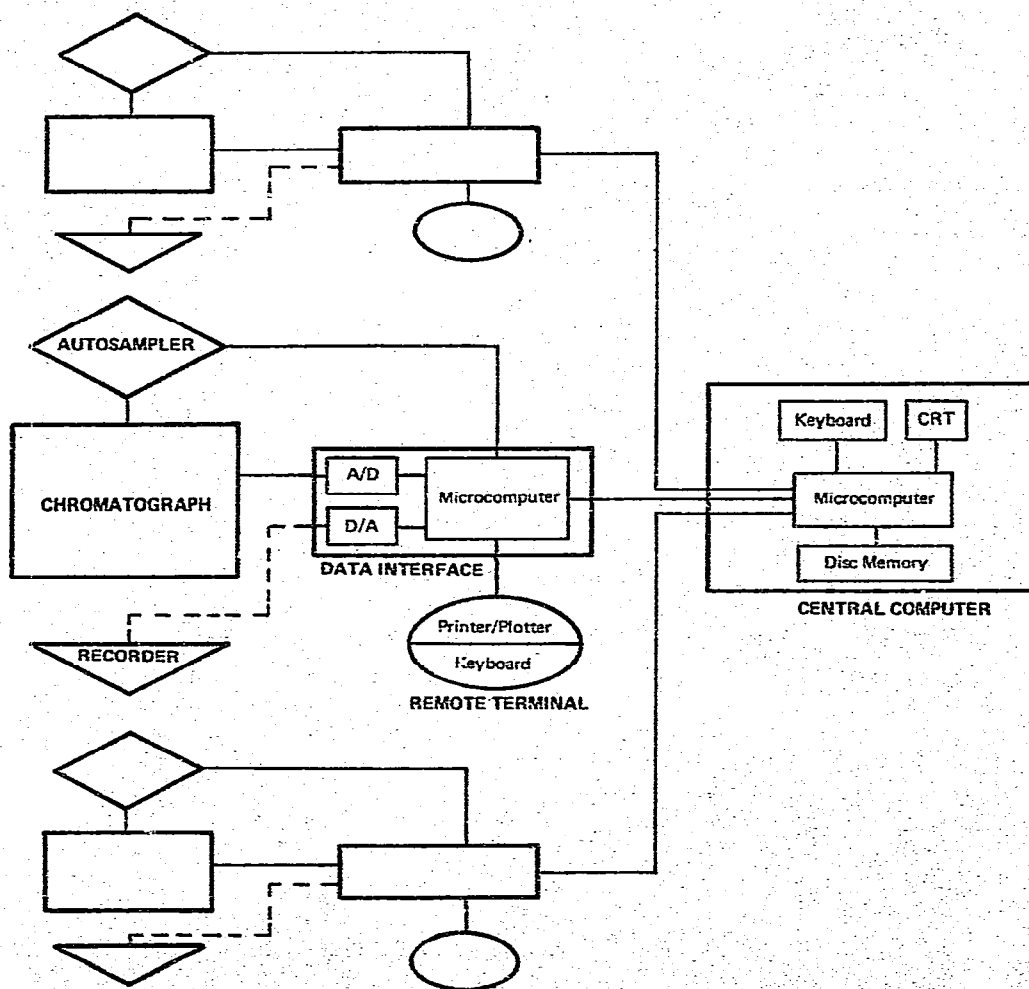 AUTOSAMPLER
CHROMATOGRAPH
RECORDER
A/D
D/A
Microcomputer
DATA INTERFACE
Printer/Plotter
Keyboard
REMOTE TERMINAL
Keyboard
CRT
Microcomputer
Disc Memory
CENTRAL COMPUTER